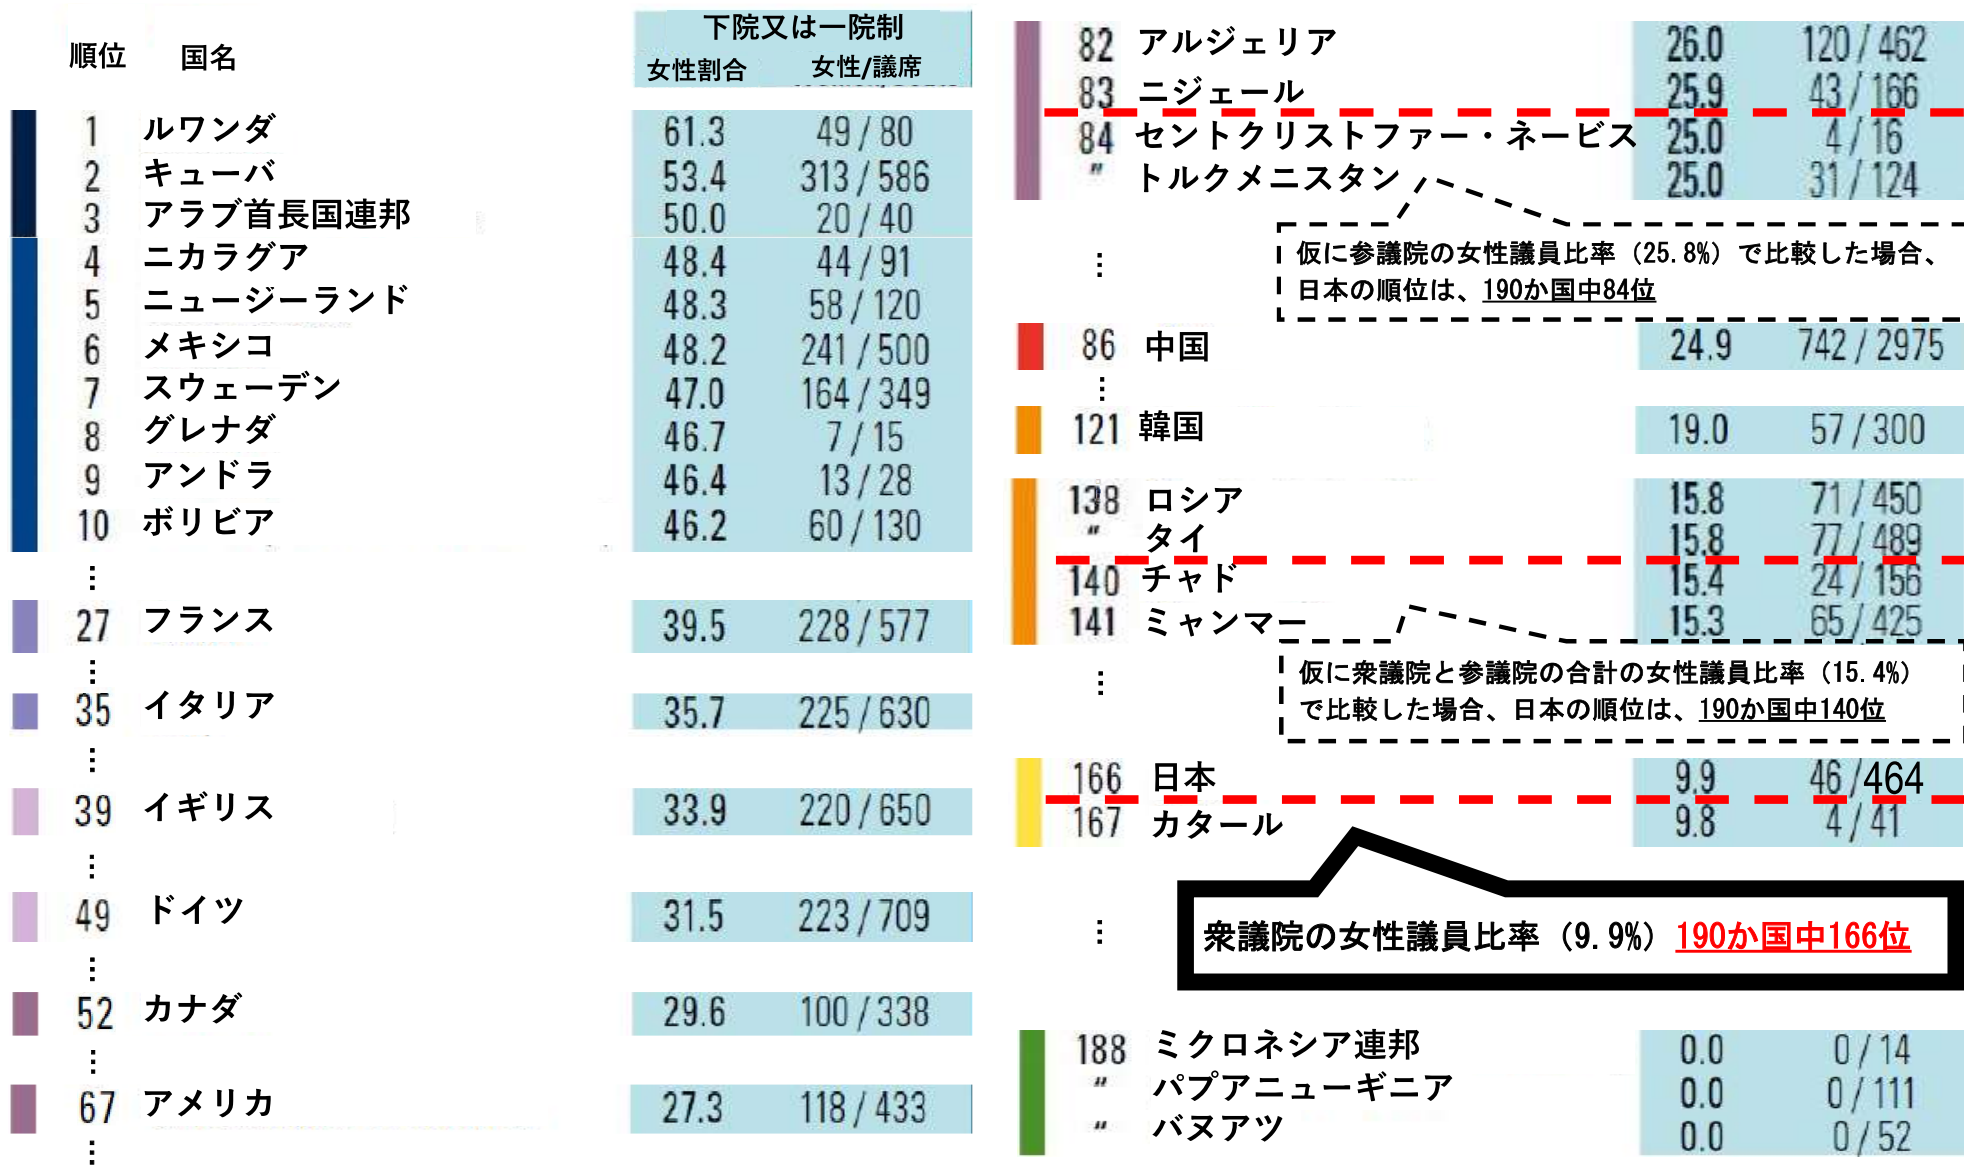 下院又は一院制
順位 国名 女性割合 女性/議席
1 ルワンダ 61.3 49 / 80
2 キューバ 53.4 313 / 586
3 アラブ首長国連邦 50.0 20 / 40
4 ニカラグア 48.4 44 / 91
5 ニュージーランド 48.3 58 / 120
6 メキシコ 48.2 241 / 500
7 スウェーデン 47.0 164 / 349
8 グレナダ 46.7 7 / 15
9 アンドラ 46.4 13 / 28
10 ボリビア 46.2 60 / 130
⋮
27 フランス 39.5 228 / 577
⋮
35 イタリア 35.7 225 / 630
⋮
39 イギリス 33.9 220 / 650
⋮
49 ドイツ 31.5 223 / 709
⋮
52 カナダ 29.6 100 / 338
⋮
67 アメリカ 27.3 118 / 433
⋮
82 アルジェリア 26.0 120 / 462
83 ニジェール 25.9 43 / 166
84 セントクリストファー・ネービス 25.0 4 / 16
〃 トルクメニスタン 25.0 31 / 124
仮に参議院の女性議員比率（25.8%）で比較した場合、
日本の順位は、190か国中84位
⋮
86 中国 24.9 742 / 2975
⋮
121 韓国 19.0 57 / 300
138 ロシア 15.8 71 / 450
〃 タイ 15.8 77 / 489
140 チャド 15.4 24 / 156
141 ミャンマー 15.3 65 / 425
仮に衆議院と参議院の合計の女性議員比率（15.4%）
で比較した場合、日本の順位は、190か国中140位
⋮
166 日本 9.9 46 /464
167 カタール 9.8 4 / 41
衆議院の女性議員比率（9.9%）190か国中166位
⋮
188 ミクロネシア連邦 0.0 0 / 14
〃 パプアニューギニア 0.0 0 / 111
〃 バヌアツ 0.0 0 / 52